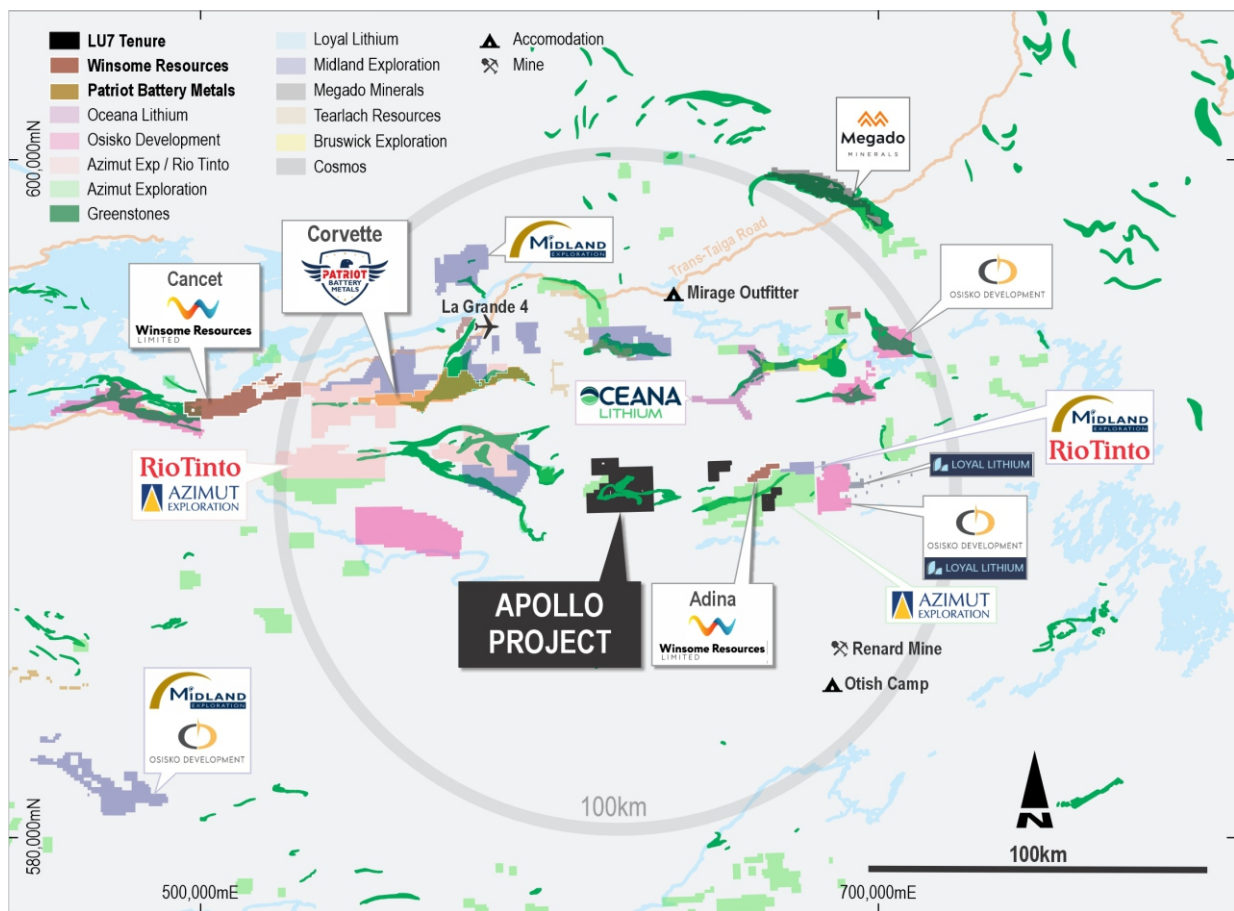 LU7 Tenure
Winsome Resources
Patriot Battery Metals
Oceana Lithium
Osisko Development
Azimut Exp / Rio Tinto
Azimut Exploration
Greenstones
Loyal Lithium
Midland Exploration
Megado Minerals
Tearlach Resources
Bruswick Exploration
Cosmos
Accomodation
Mine
600,000mN
Megado
MINERALS
Trans-Taiga Road
Corvette
PATRIOT
BATTERY
METALS
MIDLAND
EXPLORATION
Cancet
Winsome Resources
LIMITED
La Grande 4
Mirage Outfitter
OSISKO DEVELOPMENT
OCEANA
LITHIUM
MIDLAND
EXPLORATION
RioTinto
RioTinto
AZIMUT
EXPLORATION
LOYAL LITHIUM
OSISKO DEVELOPMENT
LOYAL LITHIUM
APOLLO
PROJECT
Adina
Winsome Resources
LIMITED
AZIMUT
EXPLORATION
Renard Mine
Otish Camp
MIDLAND
EXPLORATION
OSISKO DEVELOPMENT
100km
580,000mN
N
100km
500,000mE
700,000mE